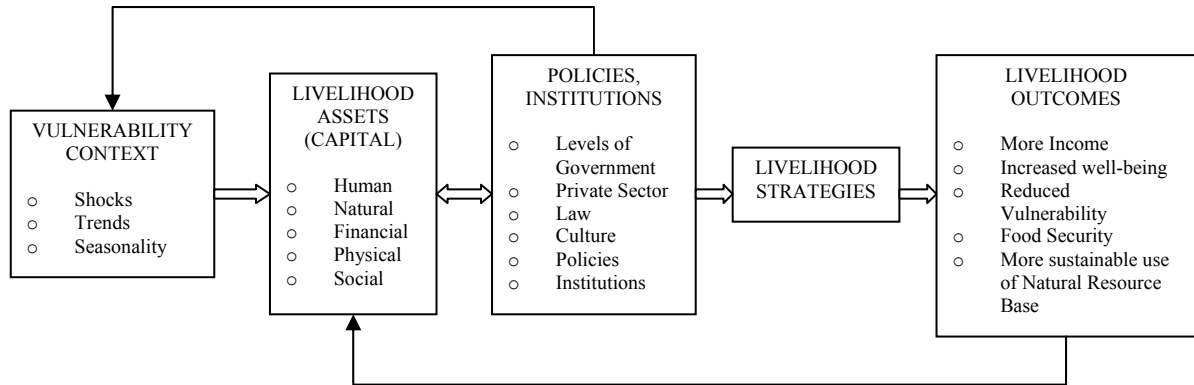 VULNERABILITY
CONTEXT
o Shocks
o Trends
o Seasonality
LIVELIHOOD
ASSETS
(CAPITAL)
o Human
o Natural
o Financial
o Physical
o Social
POLICIES,
INSTITUTIONS
o Levels of
Government
o Private Sector
o Law
o Culture
o Policies
o Institutions
LIVELIHOOD
STRATEGIES
LIVELIHOOD
OUTCOMES
o More Income
o Increased well-being
o Reduced
Vulnerability
o Food Security
o More sustainable use
of Natural Resource
Base